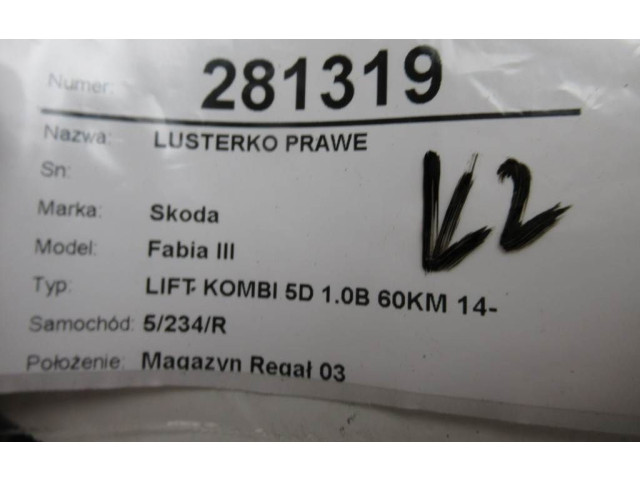 Numer: 281319
Nazwa: LUSTERKO PRAWE
Sn:
Marka: Skoda
Model: Fabia III
Typ: LIFT- KOMBI 5D 1.0B 60KM 14-
Samochód: 5/234/R
Położenie: Magazyn Regał 03
K2